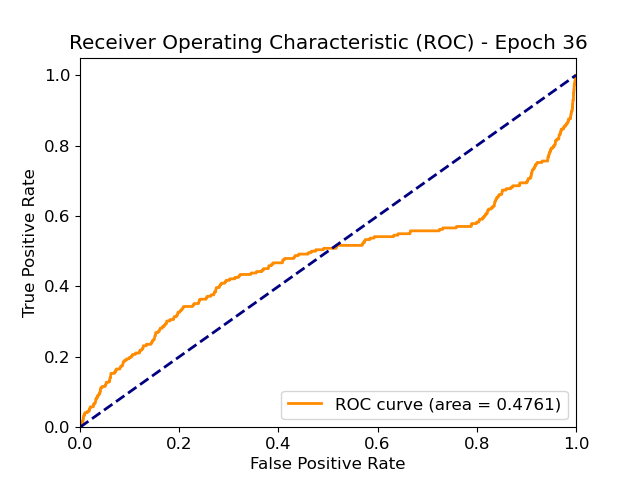 Receiver Operating Characteristic (ROC) - Epoch 36
True Positive Rate
1.0
0.8
0.6
0.4
0.2
0.0
ROC curve (area = 0.4761)
0.0 0.2 0.4 0.6 0.8 1.0
False Positive Rate